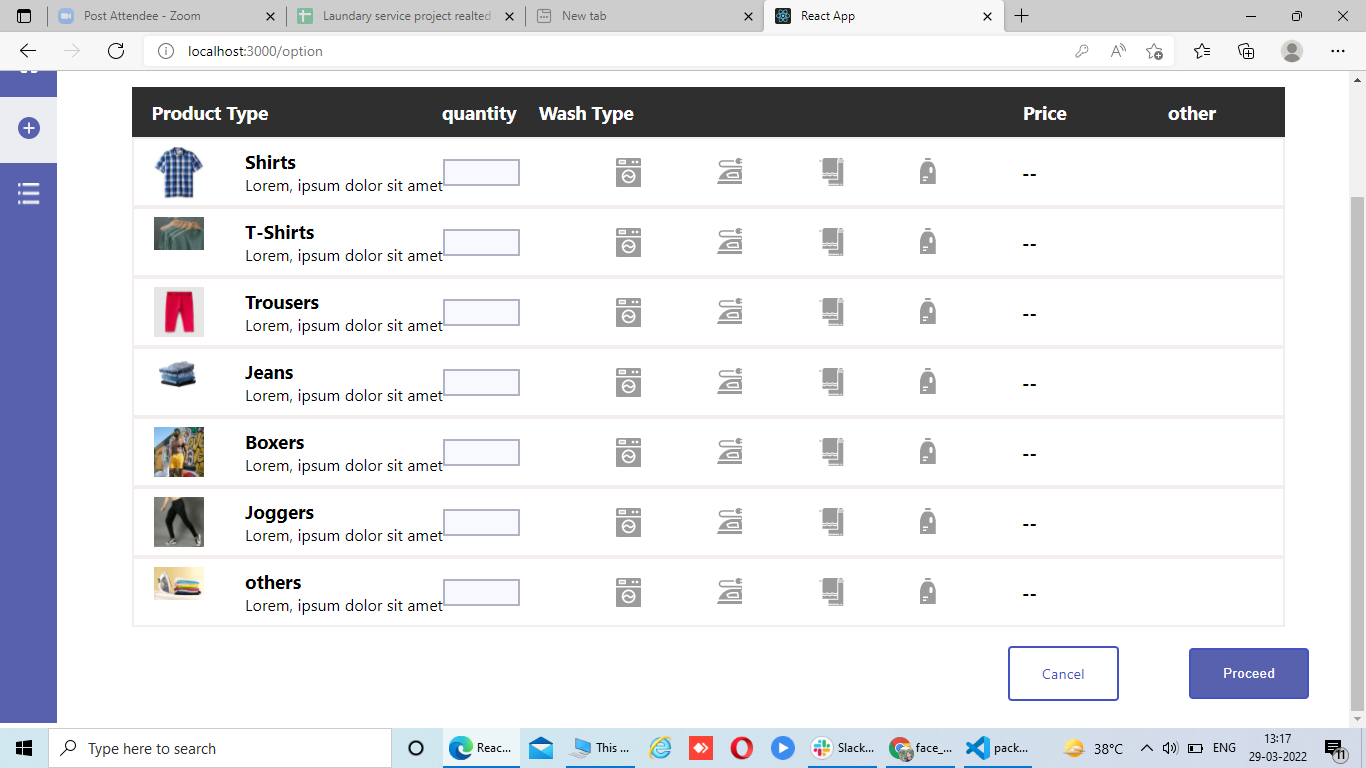 Post Attendee - Zoom
Laundary service project realted
New tab
React App
localhost:3000/option
Product Type quantity Wash Type Price other
Shirts
Lorem, ipsum dolor sit amet
--
T-Shirts
Lorem, ipsum dolor sit amet
--
Trousers
Lorem, ipsum dolor sit amet
--
Jeans
Lorem, ipsum dolor sit amet
--
Boxers
Lorem, ipsum dolor sit amet
--
Joggers
Lorem, ipsum dolor sit amet
--
others
Lorem, ipsum dolor sit amet
--
Cancel
Proceed
Type here to search
Reac...
This ...
Slack...
face_...
pack...
38°C
ENG
13:17
29-03-2022
11